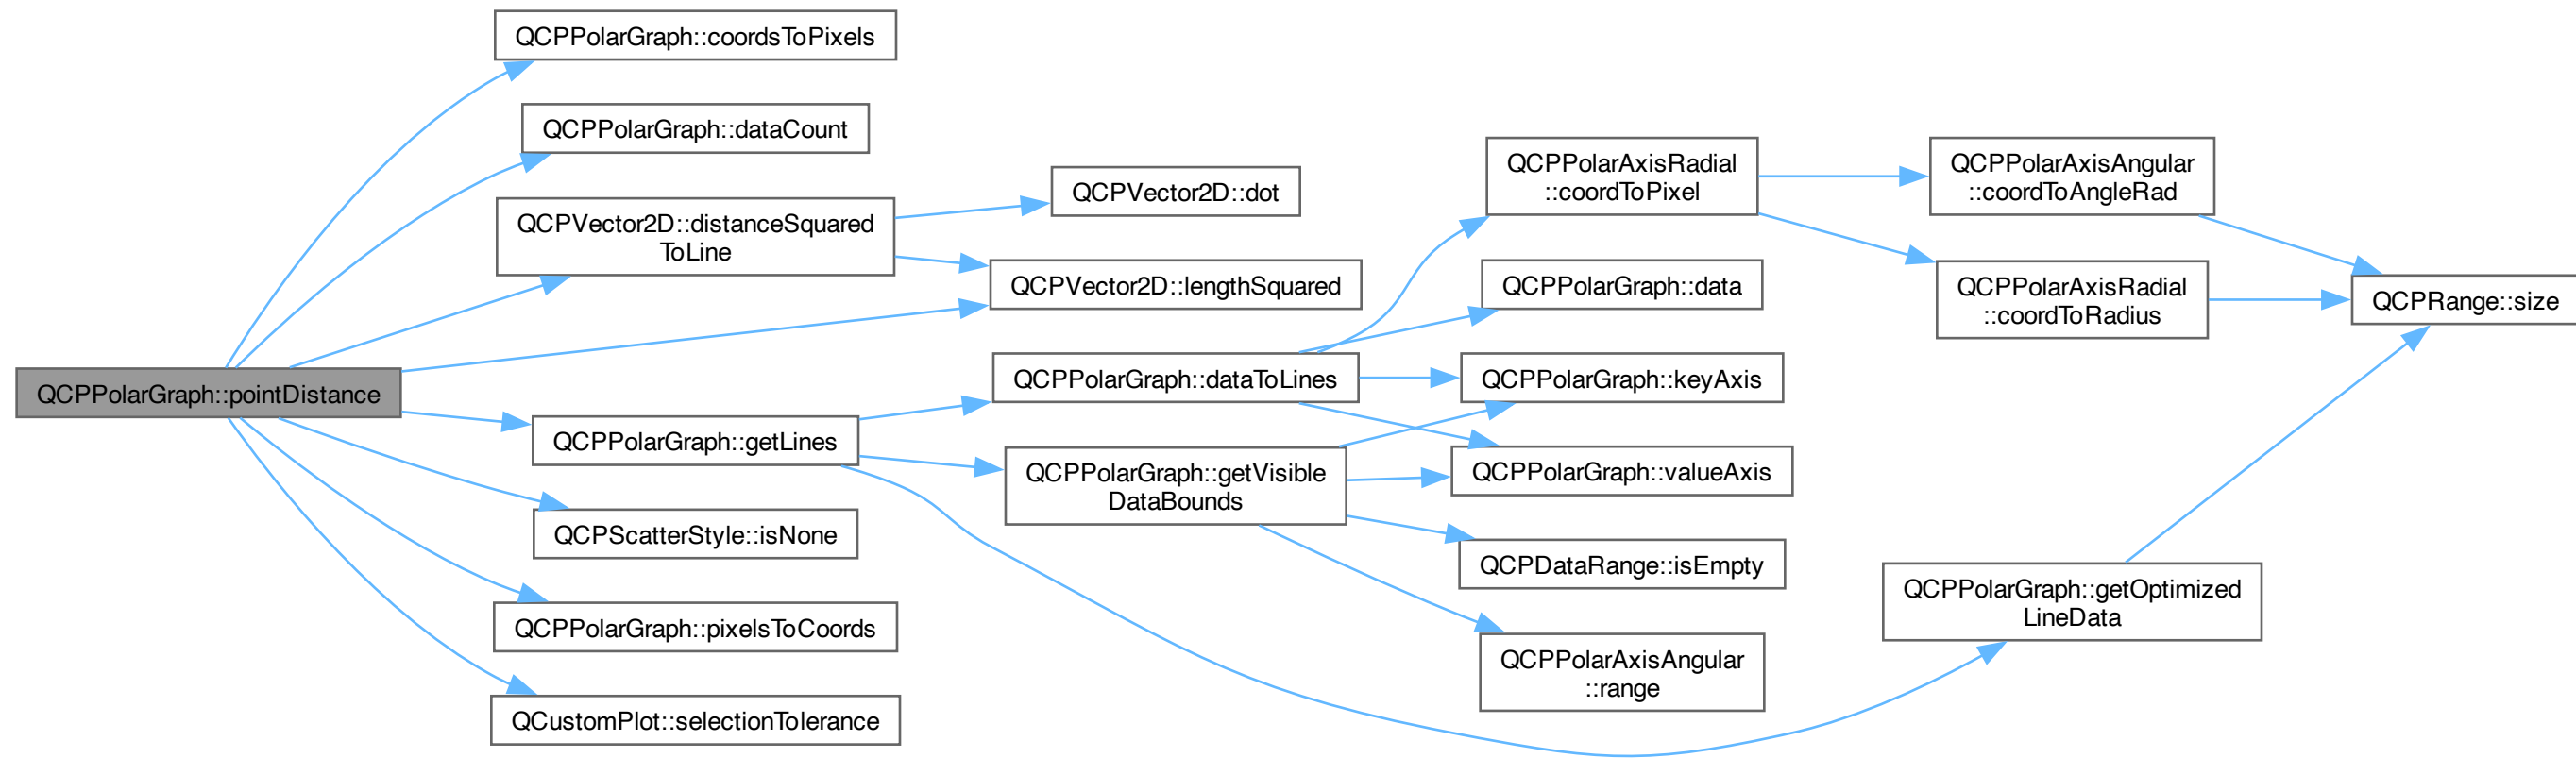 QCPPolarGraph::pointDistance
QCPPolarGraph::coordsToPixels
QCPPolarGraph::dataCount
QCPVector2D::distanceSquared
ToLine
QCPVector2D::dot
QCPVector2D::lengthSquared
QCPPolarGraph::getLines
QCPPolarGraph::dataToLines
QCPPolarAxisRadial
::coordToPixel
QCPPolarAxisAngular
::coordToAngleRad
QCPPolarAxisRadial
::coordToRadius
QCPRange::size
QCPPolarGraph::data
QCPPolarGraph::keyAxis
QCPPolarGraph::valueAxis
QCPPolarGraph::getVisible
DataBounds
QCPDataRange::isEmpty
QCPPolarAxisAngular
::range
QCPPolarGraph::getOptimized
LineData
QCPScatterStyle::isNone
QCPPolarGraph::pixelsToCoords
QCustomPlot::selectionTolerance